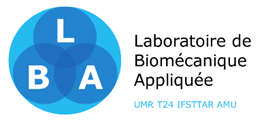 L
B A
Laboratoire de
Biomécanique
Appliquée
UMR T24 IFSTTAR AMU